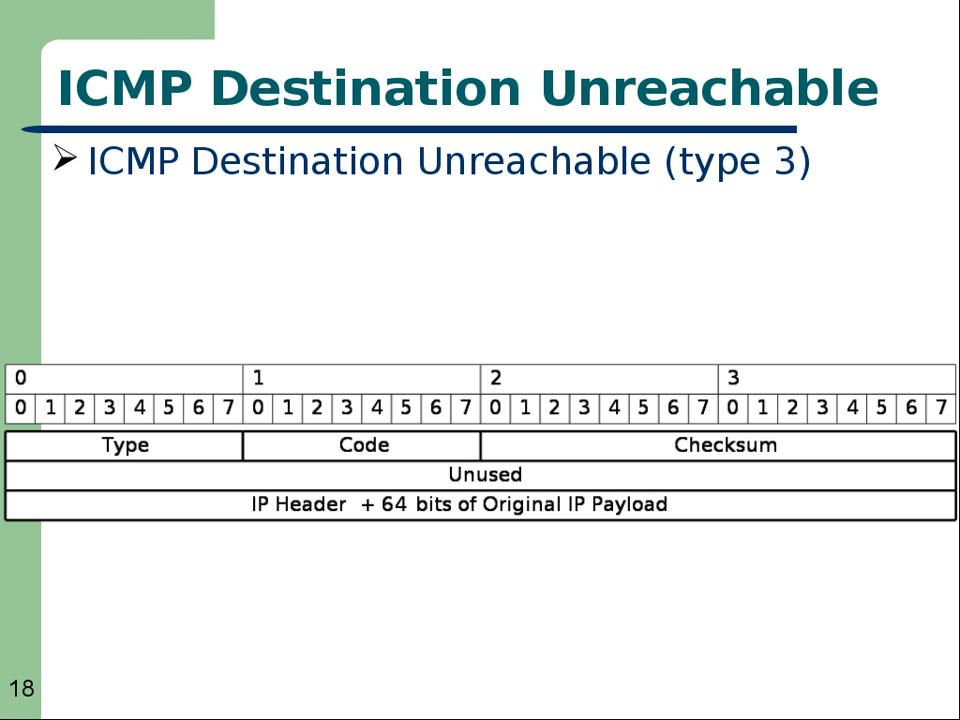 ICMP Destination Unreachable
ICMP Destination Unreachable (type 3)
0 1 2 3
0 1 2 3 4 5 6 7 0 1 2 3 4 5 6 7 0 1 2 3 4 5 6 7 0 1 2 3 4 5 6 7
Type Code Checksum
Unused
IP Header + 64 bits of Original IP Payload
18